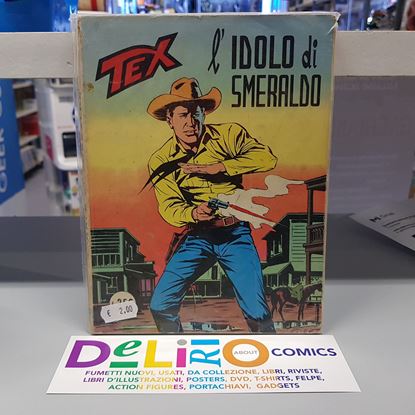 TEX
l'IDOLO di
SMERALDO
€ 2,00
DeLiRiO ABOUT COMICS
FUMETTI NUOVI, USATI, DA COLLEZIONE, LIBRI, RIVISTE,
LIBRI D'ILLUSTRAZIONI, POSTERS, DVD, T-SHIRTS, FELPE,
ACTION FIGURES, PORTACHIAVI, GADGETS